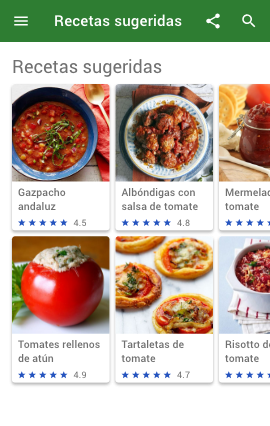 Recetas sugeridas
Recetas sugeridas
Gazpacho
andaluz
4.5
Albóndigas con
salsa de tomate
4.8
Mermelad
tomate
Tomates rellenos
de atún
4.9
Tartaletas de
tomate
4.7
Risotto d
tomate